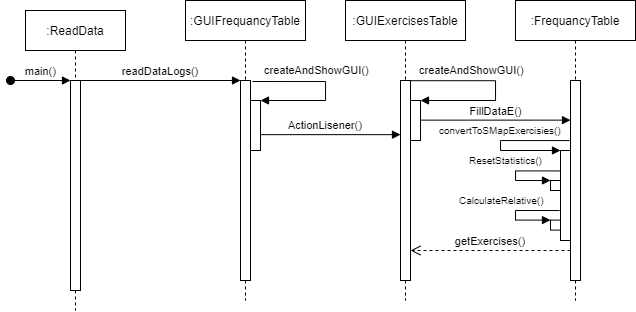 :ReadData
:GUIFrequancyTable
:GUIExercisesTable
:FrequancyTable
main()
readDataLogs()
createAndShowGUI()
createAndShowGUI()
ActionLisener()
FillDataE()
convertToSMapExercisies()
ResetStatistics()
CalculateRelative()
getExercises()